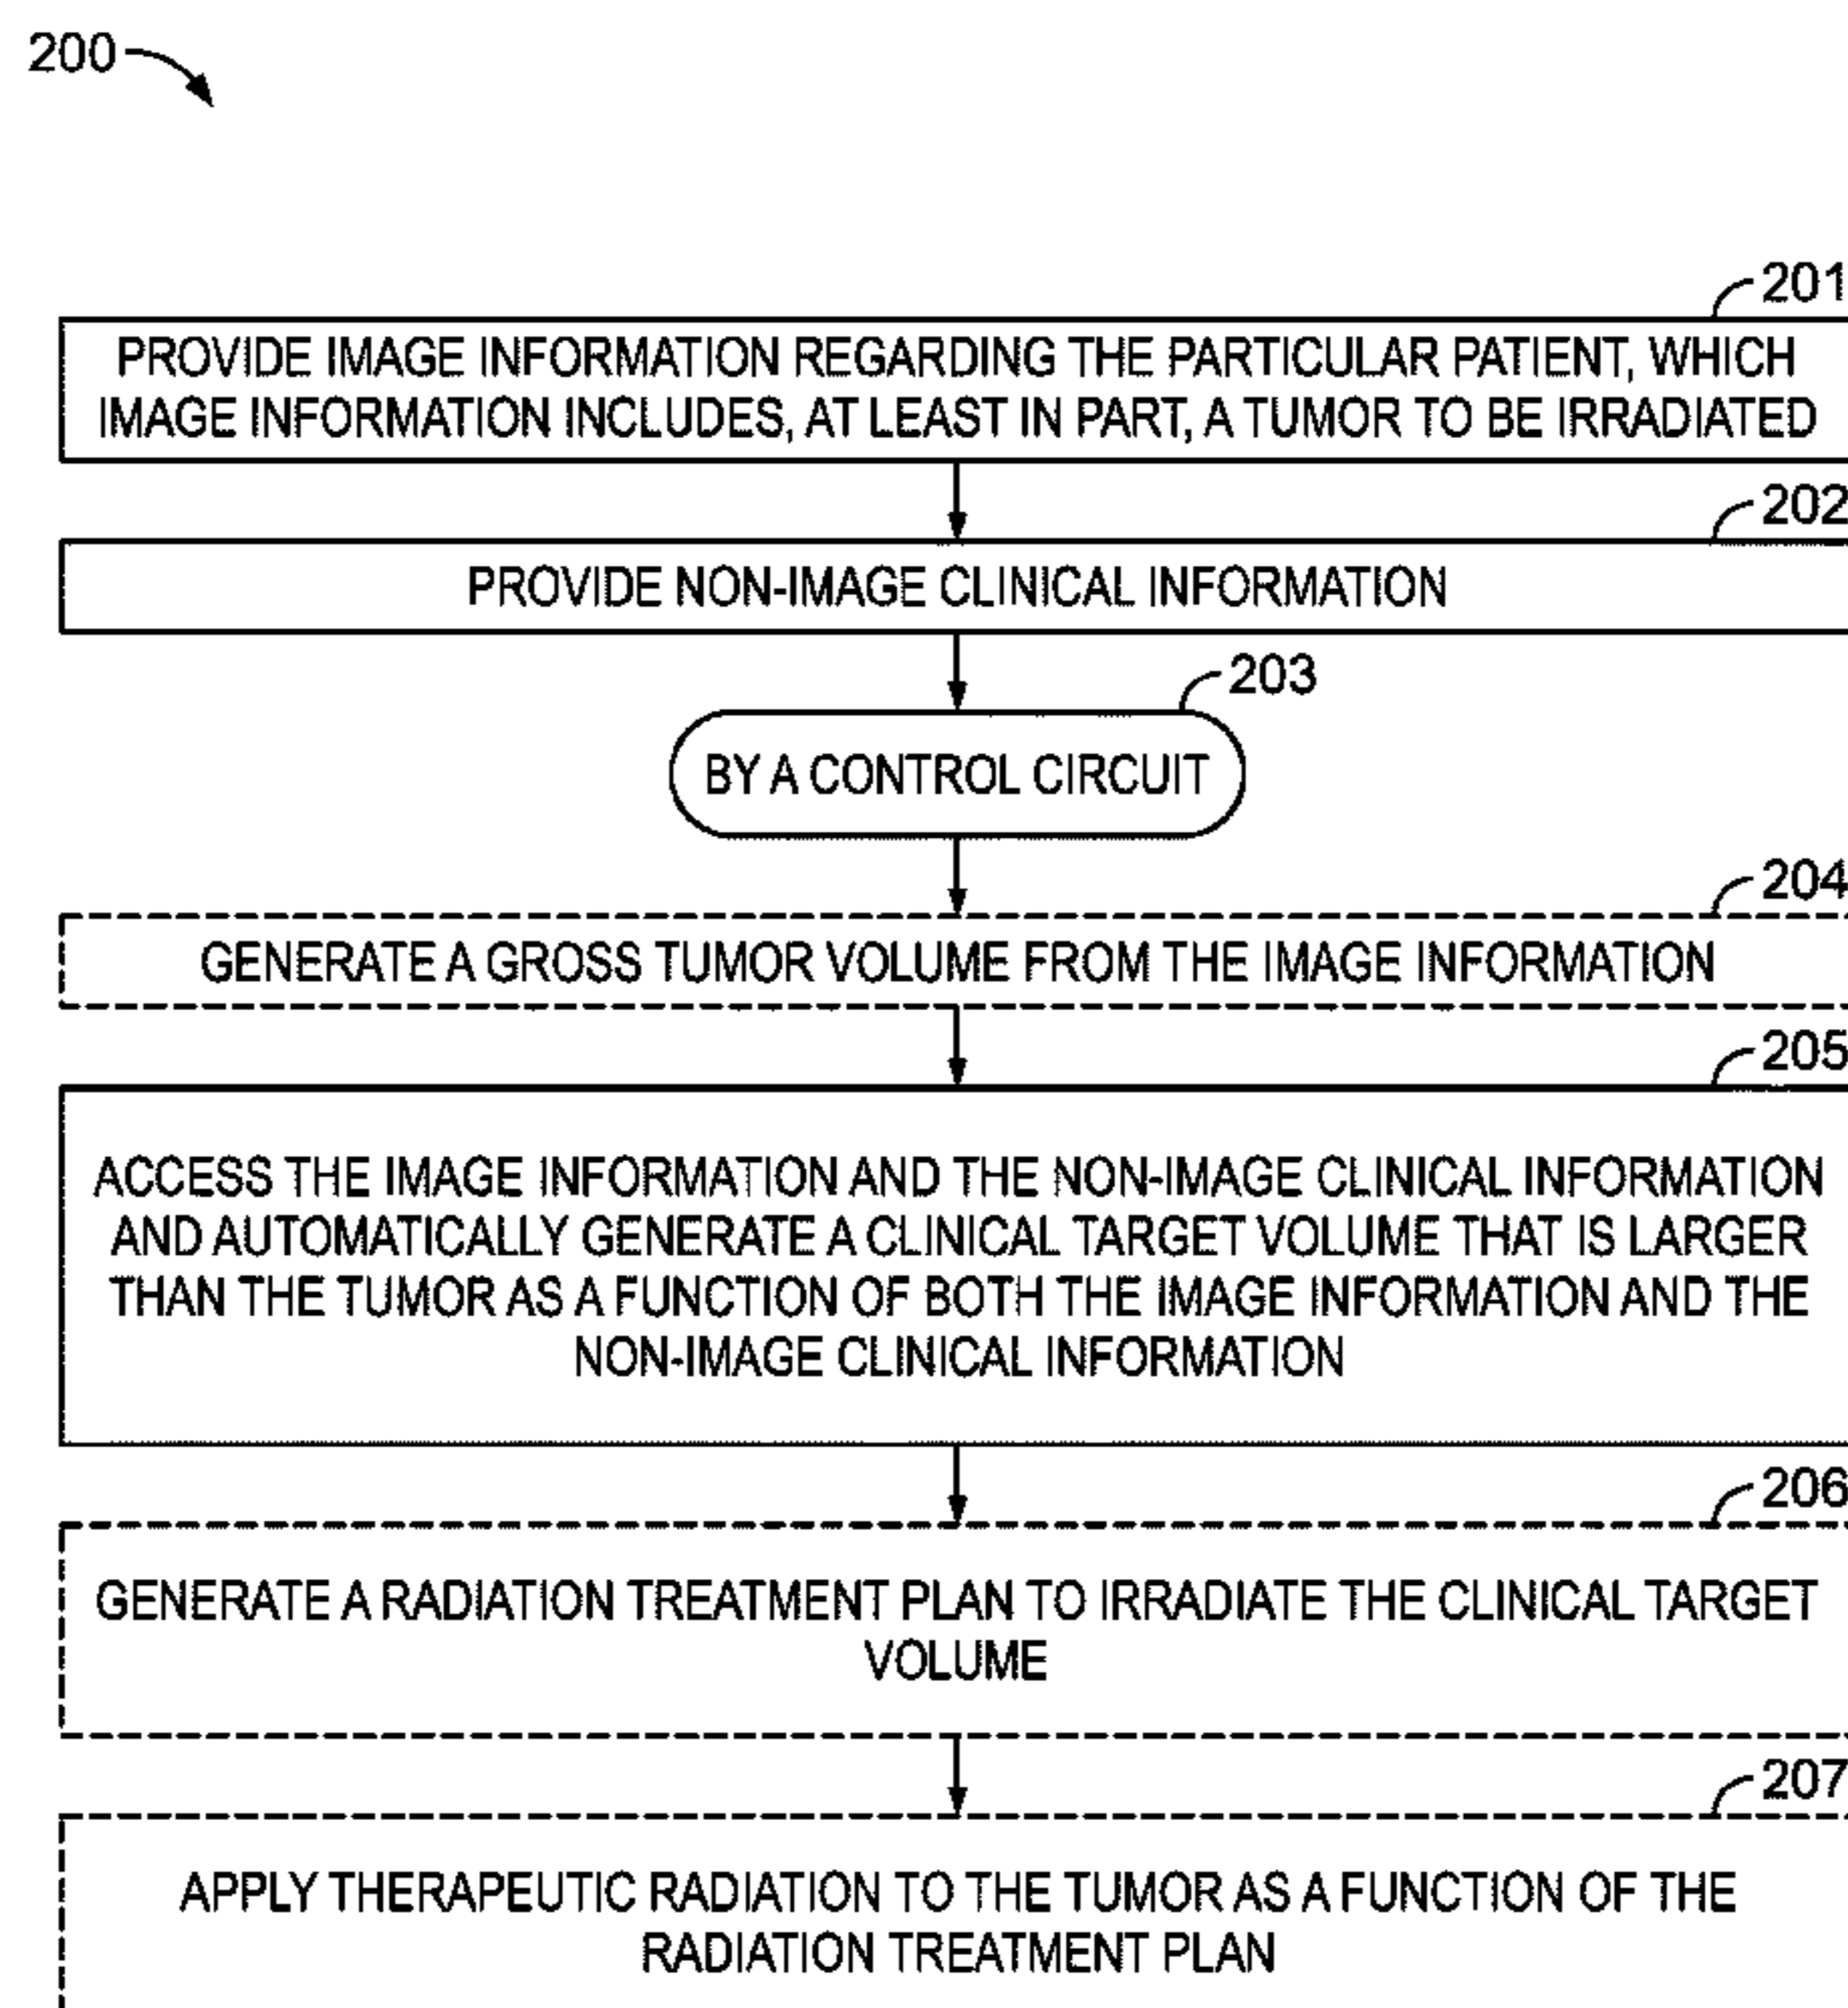 200
201
PROVIDE IMAGE INFORMATION REGARDING THE PARTICULAR PATIENT, WHICH
IMAGE INFORMATION INCLUDES, AT LEAST IN PART, A TUMOR TO BE IRRADIATED
202
PROVIDE NON-IMAGE CLINICAL INFORMATION
203
BY A CONTROL CIRCUIT
204
GENERATE A GROSS TUMOR VOLUME FROM THE IMAGE INFORMATION
205
ACCESS THE IMAGE INFORMATION AND THE NON-IMAGE CLINICAL INFORMATION
AND AUTOMATICALLY GENERATE A CLINICAL TARGET VOLUME THAT IS LARGER
THAN THE TUMOR AS A FUNCTION OF BOTH THE IMAGE INFORMATION AND THE
NON-IMAGE CLINICAL INFORMATION
206
GENERATE A RADIATION TREATMENT PLAN TO IRRADIATE THE CLINICAL TARGET
VOLUME
207
APPLY THERAPEUTIC RADIATION TO THE TUMOR AS A FUNCTION OF THE
RADIATION TREATMENT PLAN